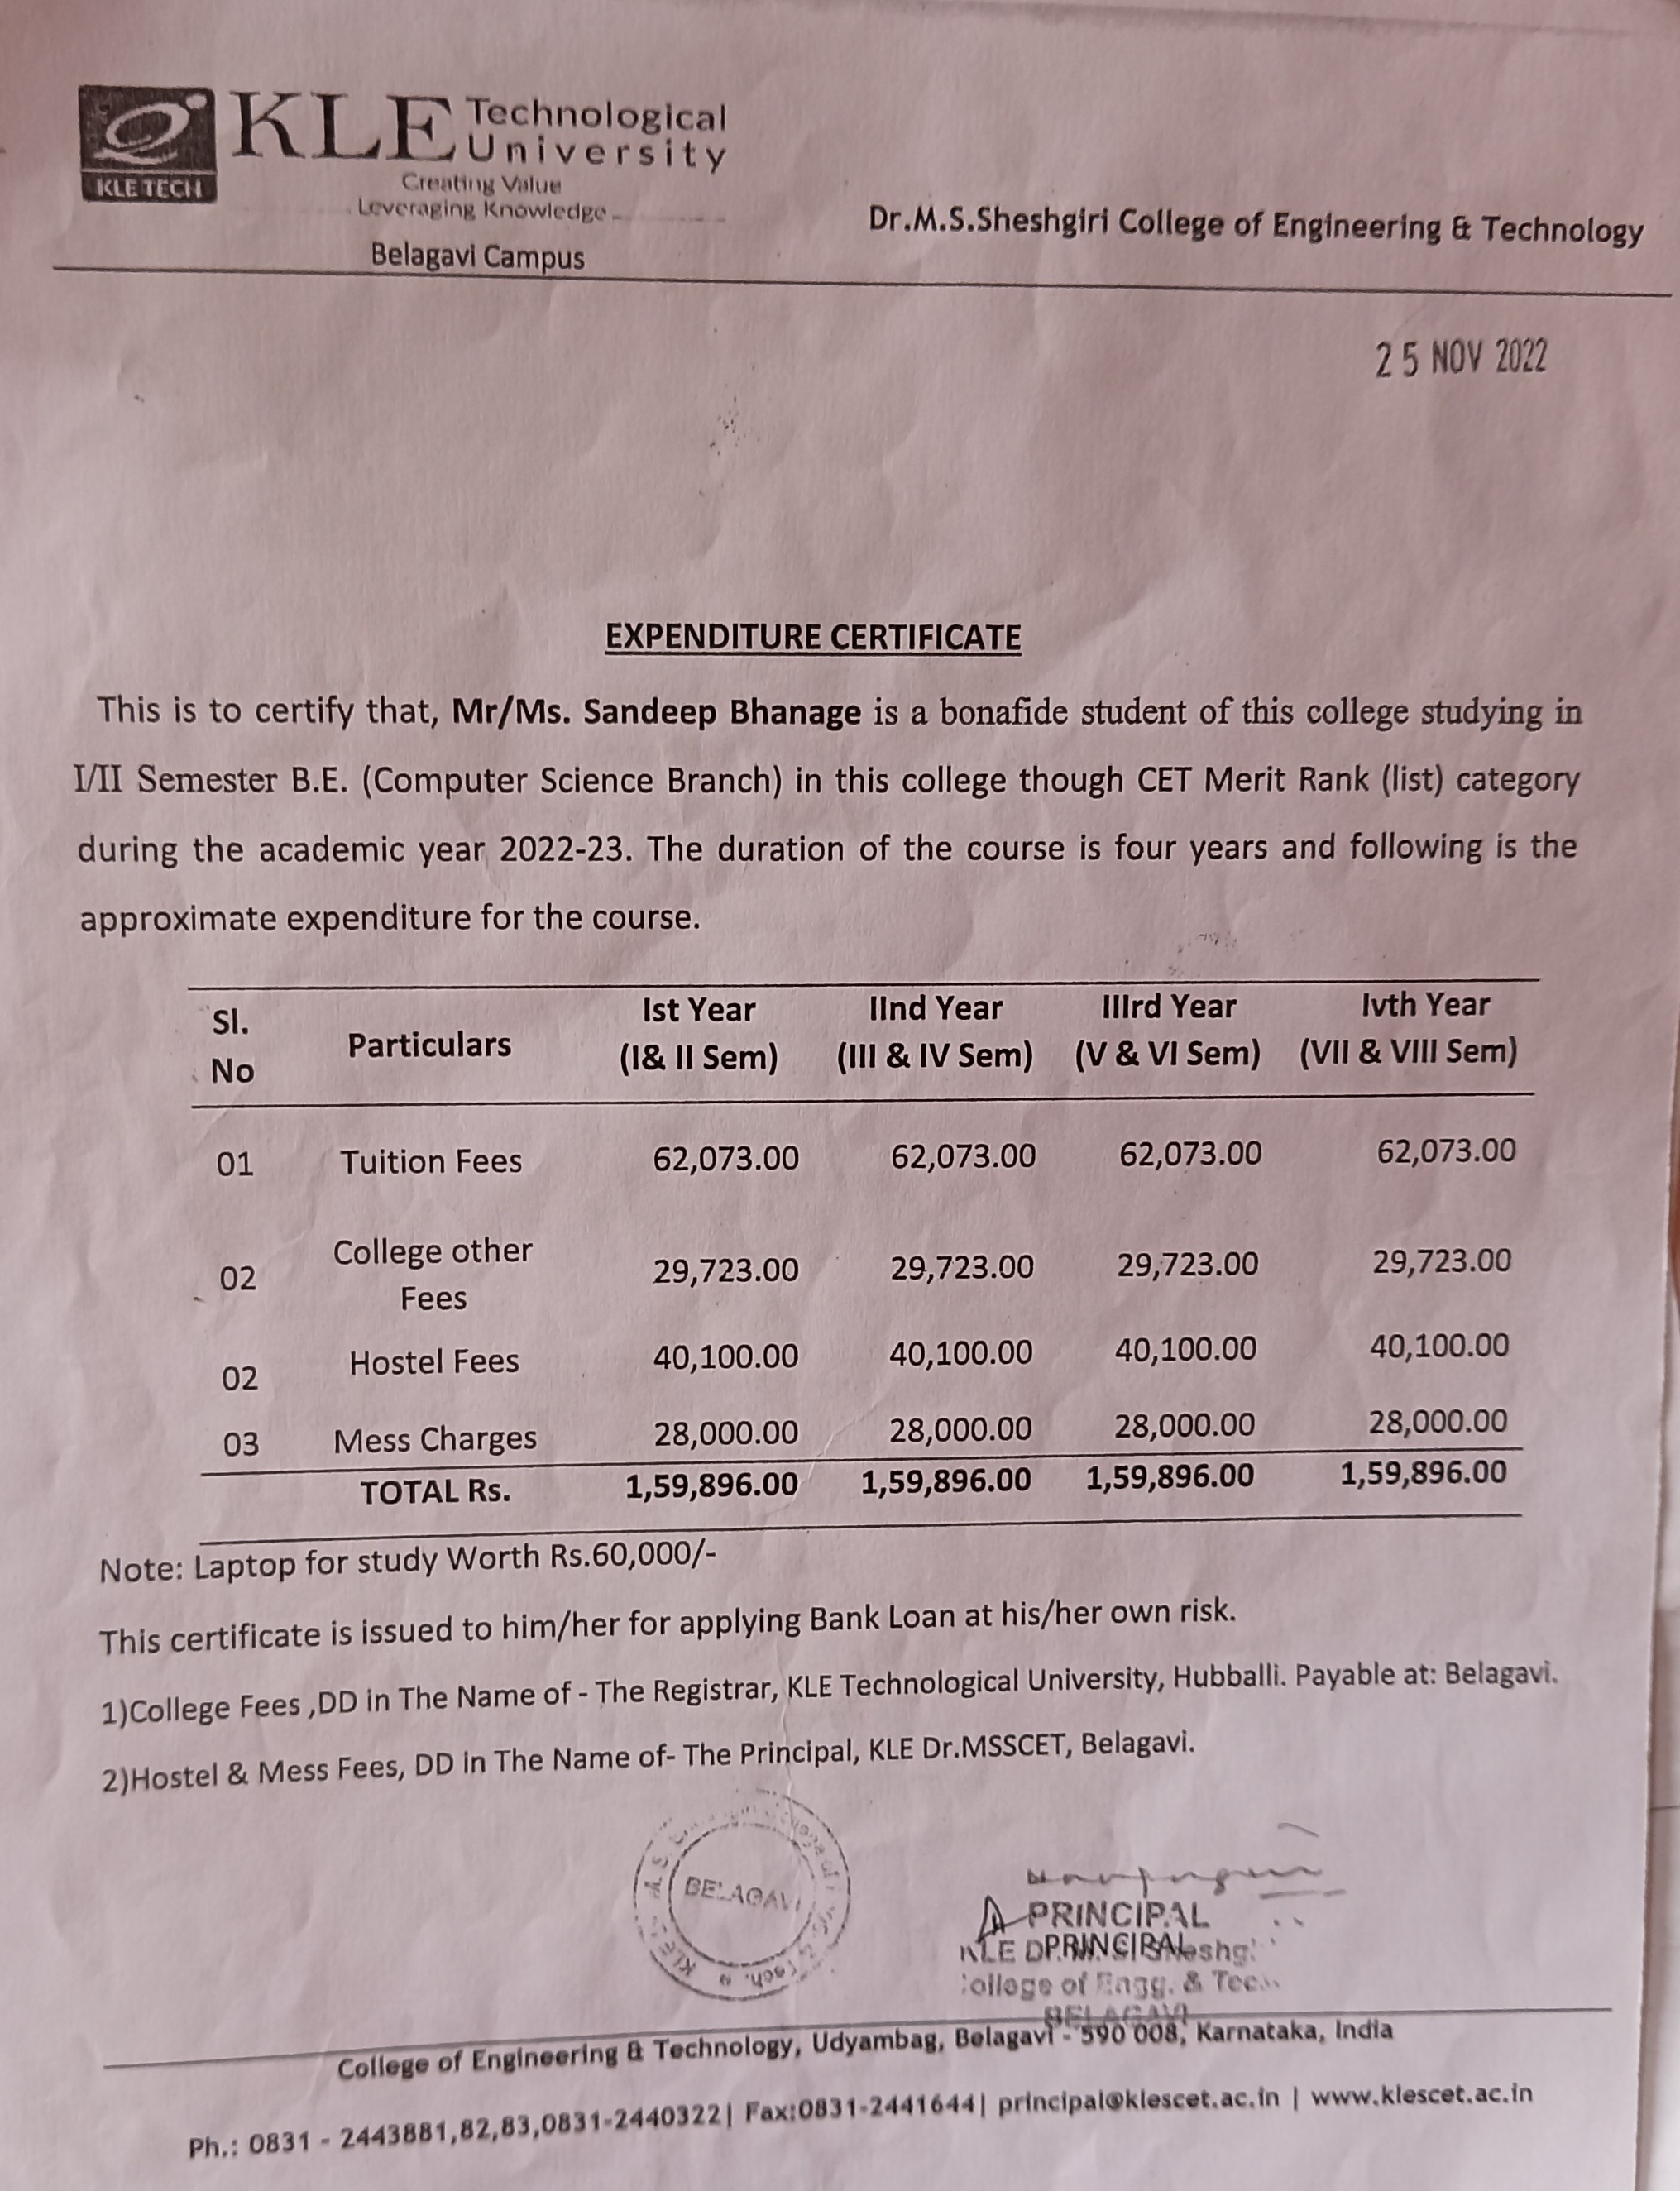 KLE Technological
University
KLE TECH
Creating Value
Leveraging Knowledge
Belagavi Campus
Dr.M.S.Sheshgiri College of Engineering & Technology
25 NOV 2022
EXPENDITURE CERTIFICATE
This is to certify that, Mr/Ms. Sandeep Bhanage is a bonafide student of this college studying in
I/II Semester B.E. (Computer Science Branch) in this college though CET Merit Rank (list) category
during the academic year 2022-23. The duration of the course is four years and following is the
approximate expenditure for the course.
Sl. No Particulars Ist Year (I& II Sem) IInd Year (III & IV Sem) IIIrd Year (V & VI Sem) Ivth Year (VII & VIII Sem)
01 Tuition Fees 62,073.00 62,073.00 62,073.00 62,073.00
02 College other Fees 29,723.00 29,723.00 29,723.00 29,723.00
02 Hostel Fees 40,100.00 40,100.00 40,100.00 40,100.00
03 Mess Charges 28,000.00 28,000.00 28,000.00 28,000.00
TOTAL Rs. 1,59,896.00 1,59,896.00 1,59,896.00 1,59,896.00
Note: Laptop for study Worth Rs.60,000/-
This certificate is issued to him/her for applying Bank Loan at his/her own risk.
1)College Fees ,DD in The Name of - The Registrar, KLE Technological University, Hubballi. Payable at: Belagavi.
2)Hostel & Mess Fees, DD in The Name of- The Principal, KLE Dr.MSSCET, Belagavi.
BELAGAVI
PRINCIPAL
PRINCIPAL
College of Engg. &
BELAGAVI
College of Engineering & Technology, Udyambag, Belagavi - 590 008, Karnataka, India
Ph.: 0831 - 2443881,82,83,0831-2440322| Fax:0831-2441644| principal@klescet.ac.in | www.klescet.ac.in